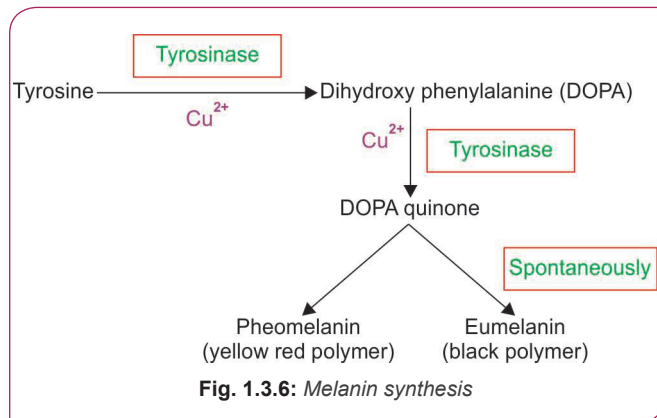 Tyrosinase
Tyrosine
Dihydroxy phenylalanine (DOPA)
Cu2+
Cu2+
Tyrosinase
DOPA quinone
Spontaneously
Pheomelanin
(yellow red polymer)
Eumelanin
(black polymer)
Fig. 1.3.6: Melanin synthesis